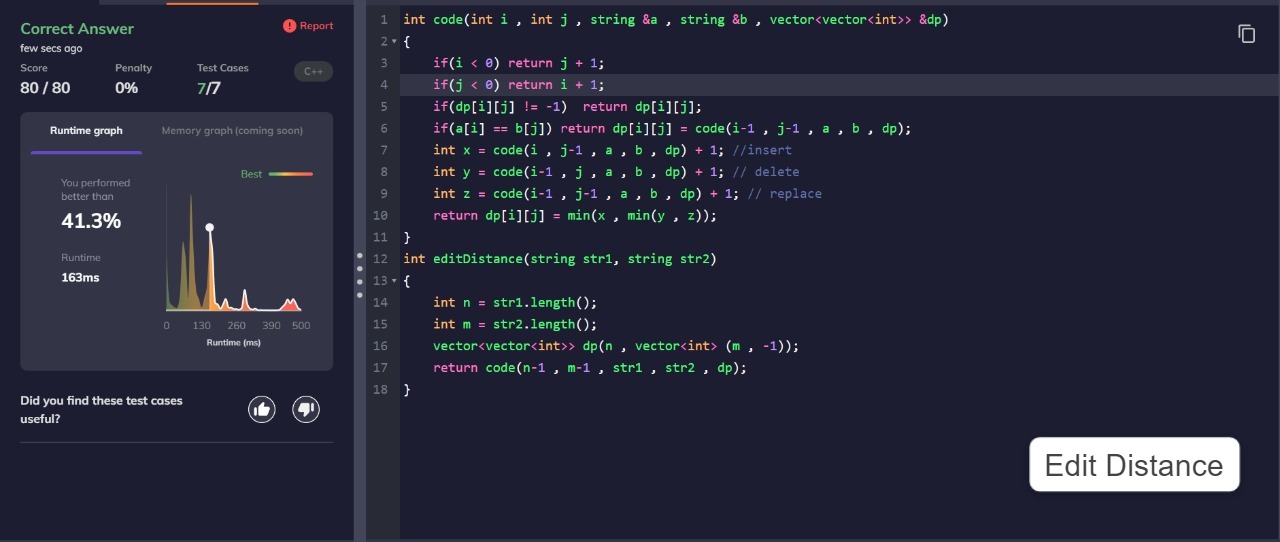 Correct Answer
Report
few secs ago
Score Penalty Test Cases C++
80 / 80 0% 7/7
Runtime graph Memory graph (coming soon)
Best
You performed
better than
41.3%
Runtime
163ms
0 130 260 390 500
Runtime (ms)
Did you find these test cases
useful?
1 int code(int i , int j , string &a , string &b , vector<vector<int>> &dp)
2 {
3 if(i < 0) return j + 1;
4 if(j < 0) return i + 1;
5 if(dp[i][j] != -1)  return dp[i][j];
6 if(a[i] == b[j]) return dp[i][j] = code(i-1 , j-1 , a , b , dp);
7 int x = code(i , j-1 , a , b , dp) + 1; //insert
8 int y = code(i-1 , j , a , b , dp) + 1; // delete
9 int z = code(i-1 , j-1 , a , b , dp) + 1; // replace
10 return dp[i][j] = min(x , min(y , z));
11 }
12 int editDistance(string str1, string str2)
13 {
14 int n = str1.length();
15 int m = str2.length();
16 vector<vector<int>> dp(n , vector<int> (m , -1));
17 return code(n-1 , m-1 , str1 , str2 , dp);
18 }
Edit Distance